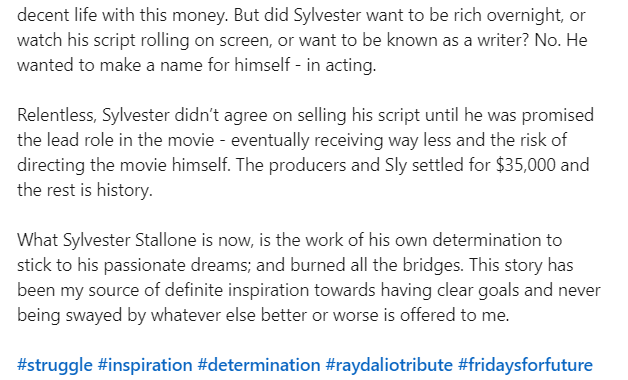 decent life with this money. But did Sylvester want to be rich overnight, or
watch his script rolling on screen, or want to be known as a writer? No. He
wanted to make a name for himself - in acting.
Relentless, Sylvester didn’t agree on selling his script until he was promised
the lead role in the movie - eventually receiving way less and the risk of
directing the movie himself. The producers and Sly settled for $35,000 and
the rest is history.
What Sylvester Stallone is now, is the work of his own determination to
stick to his passionate dreams; and burned all the bridges. This story has
been my source of definite inspiration towards having clear goals and never
being swayed by whatever else better or worse is offered to me.
#struggle #inspiration #determination #raydaliotribute #fridaysforfuture